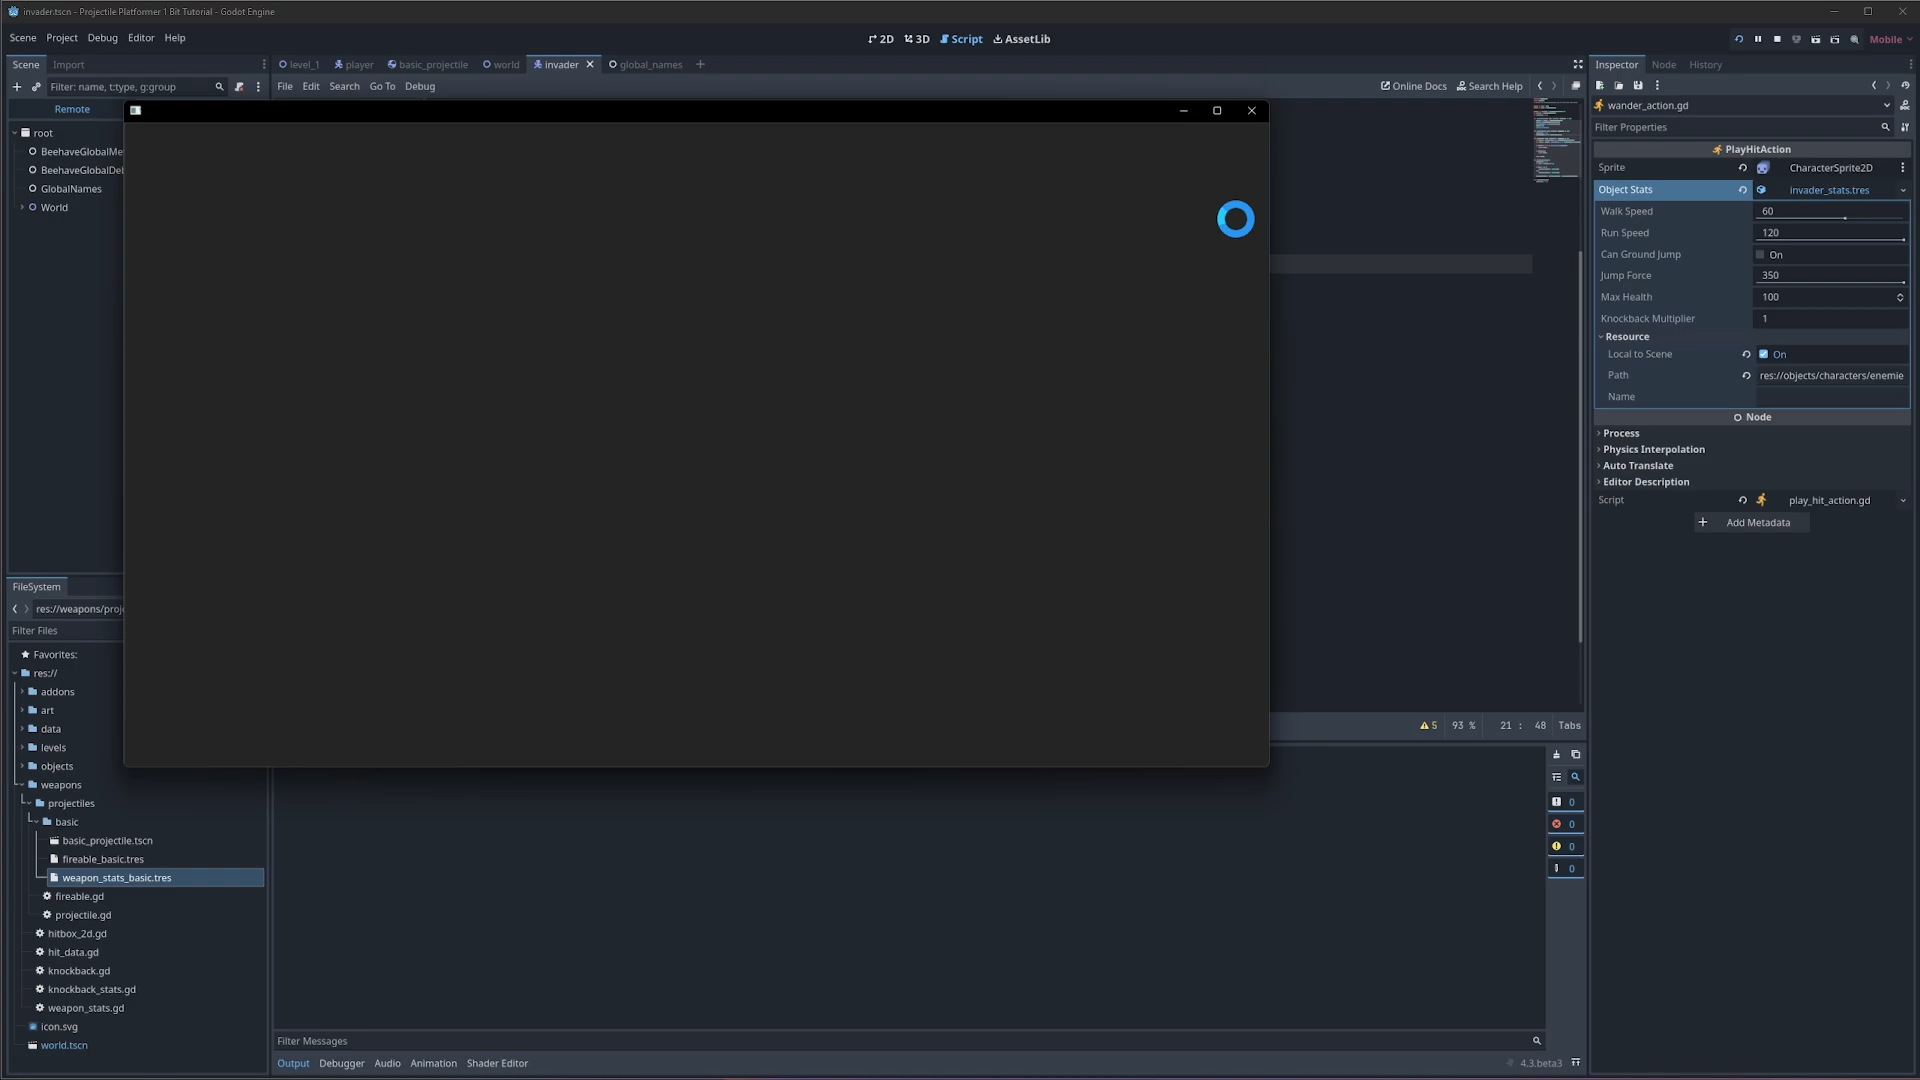 invader.tscn - Projectile Platformer 1 Bit Tutorial - Godot Engine
Scene Project Debug Editor Help
2D 3D Script AssetLib
Mobile
Scene Import
level_1 player basic_projectile world invader global_names
Inspector Node History
Filter: name, t:type, g:group
File Edit Search Go To Debug
Online Docs Search Help
Remote
wander_action.gd
Filter Properties
root
BeehaveGlobalMe
BeehaveGlobalDe
GlobalNames
World
PlayHitAction
Sprite CharacterSprite2D
Object Stats invader_stats.tres
Walk Speed 60
Run Speed 120
Can Ground Jump On
Jump Force 350
Max Health 100
Knockback Multiplier 1
Resource
Local to Scene On
Path res://objects/characters/enemie
Name
Node
Process
Physics Interpolation
Auto Translate
Editor Description
Script play_hit_action.gd
Add Metadata
FileSystem
res://weapons/proje
Filter Files
Favorites:
res://
addons
art
data
levels
objects
weapons
projectiles
basic
basic_projectile.tscn
fireable_basic.tres
weapon_stats_basic.tres
fireable.gd
projectile.gd
hitbox_2d.gd
hit_data.gd
knockback.gd
knockback_stats.gd
weapon_stats.gd
icon.svg
world.tscn
5 93 % 21 : 48 Tabs
0
0
0
0
Filter Messages
Output Debugger Audio Animation Shader Editor
4.3.beta3